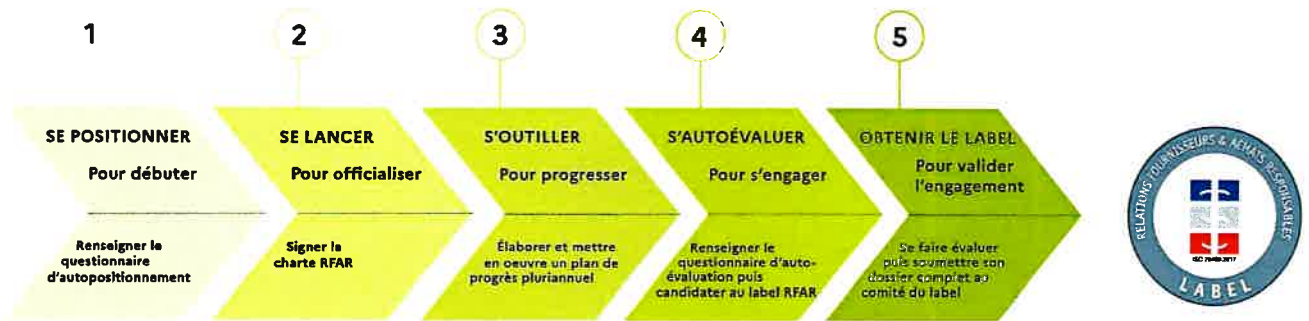 1
2
3
4
5
SE POSITIONNER
Pour débuter
Renseigner le
questionnaire
d'autopositionnement
SE LANCER
Pour officialiser
Signer la
charte RFAR
S'OUTILLER
Pour progresser
Élaborer et mettre
en oeuvre un plan de
progrès pluriannuel
S'AUTOÉVALUER
Pour s'engager
Renseigner le
questionnaire d'auto-
évaluation puis
candidater au label RFAR
OBTENIR LE LABEL
Pour valider
l'engagement
Se faire évaluer
puis soumettre son
dossier complet au
comité du label
RELATIONS FOURNISSEURS & ACHATS RESPONSABLES
ISO 20400:2017
LABEL